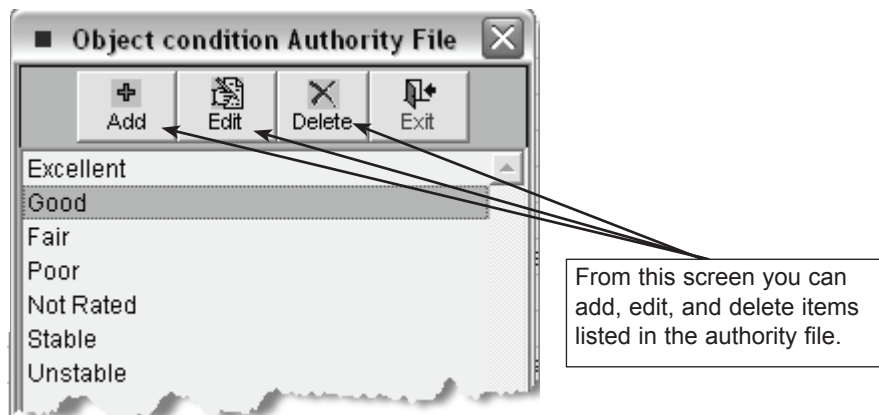 Object condition Authority File
Add Edit Delete Exit
Excellent
Good
Fair
Poor
Not Rated
Stable
Unstable
From this screen you can
add, edit, and delete items
listed in the authority file.